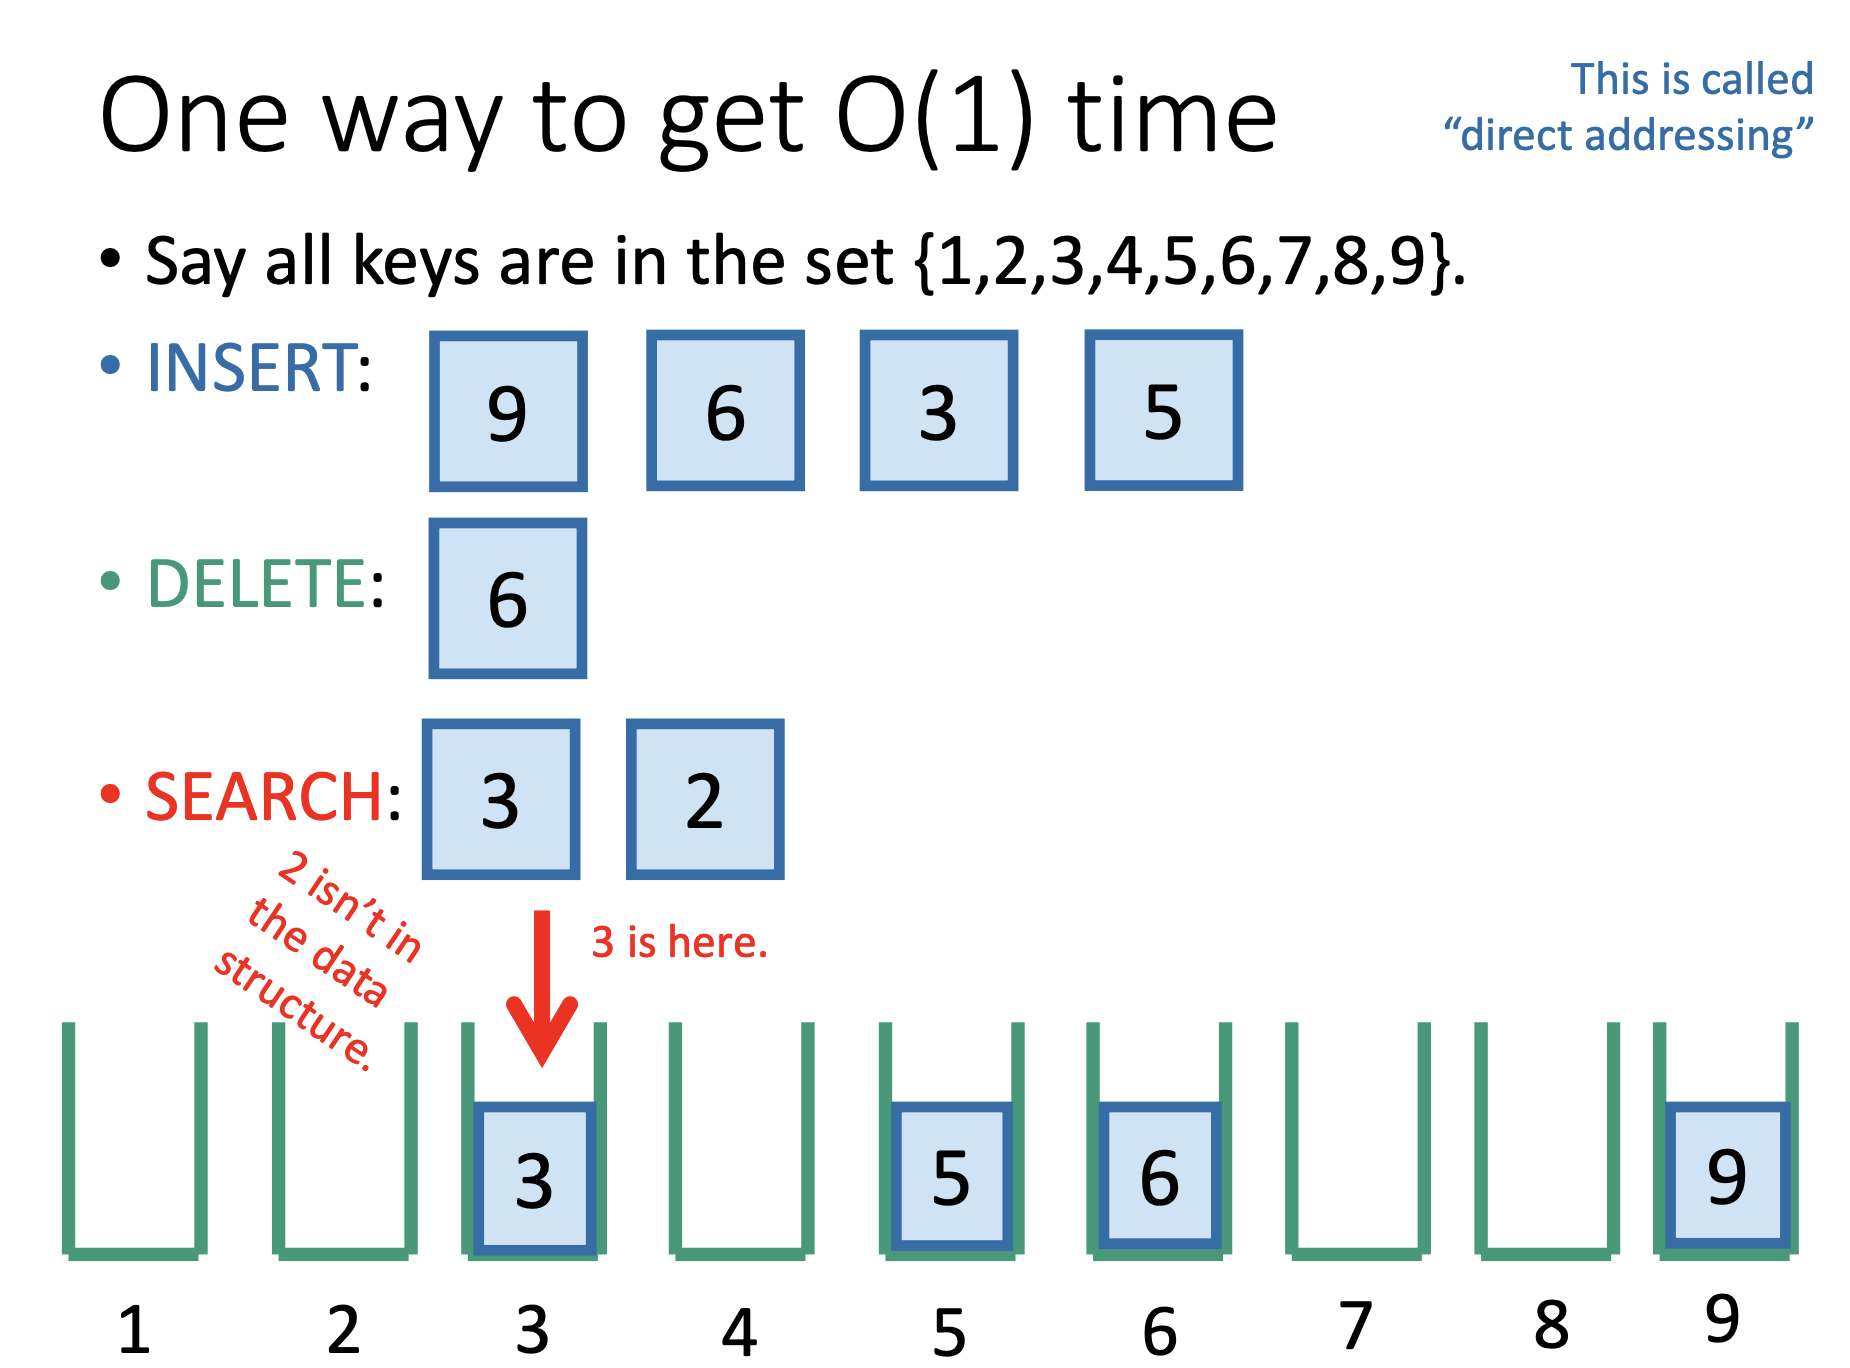 One way to get O(1) time
This is called
“direct addressing”
• Say all keys are in the set {1,2,3,4,5,6,7,8,9}.
• INSERT:
9 6 3 5
• DELETE:
6
• SEARCH:
3 2
2 isn’t in
the data
structure.
3 is here.
3 5 6 9
1 2 3 4 5 6 7 8 9